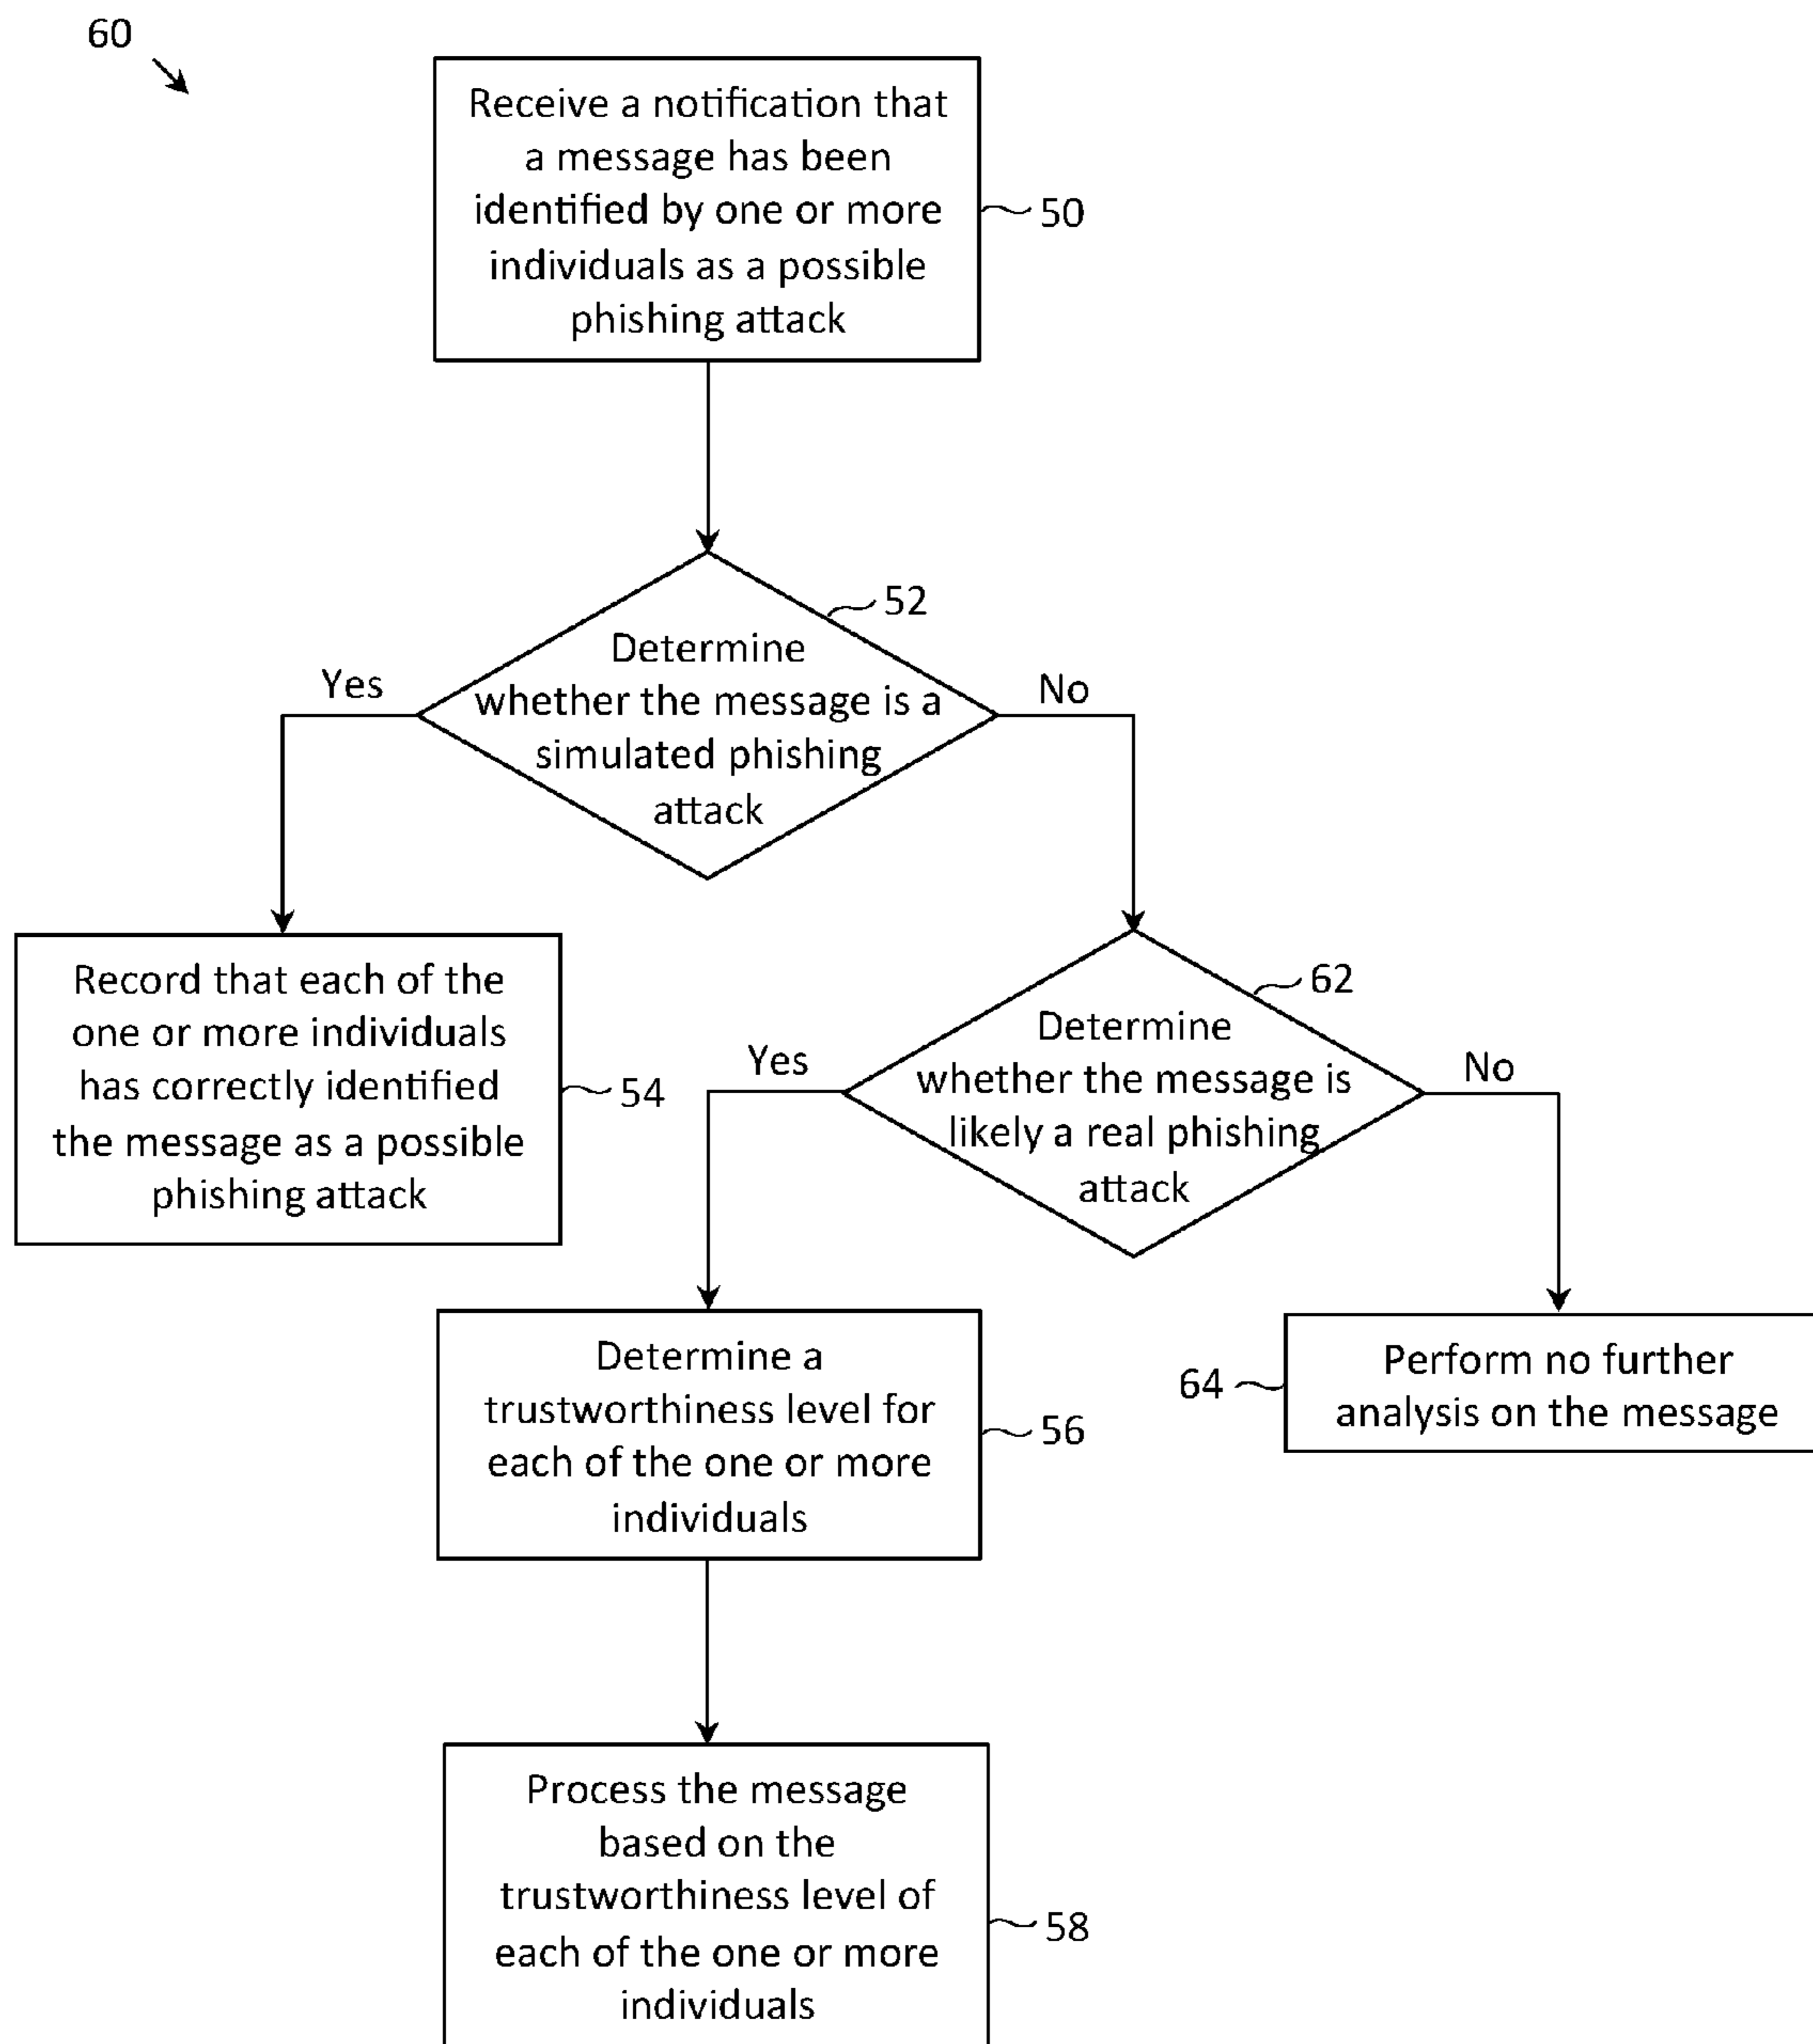 60
Receive a notification that
a message has been
identified by one or more
individuals as a possible
phishing attack
50
52
Determine
whether the message is a
simulated phishing
attack
Yes
No
Record that each of the
one or more individuals
has correctly identified
the message as a possible
phishing attack
54
62
Determine
whether the message is
likely a real phishing
attack
Yes
No
Determine a
trustworthiness level for
each of the one or more
individuals
56
64
Perform no further
analysis on the message
Process the message
based on the
trustworthiness level of
each of the one or more
individuals
58